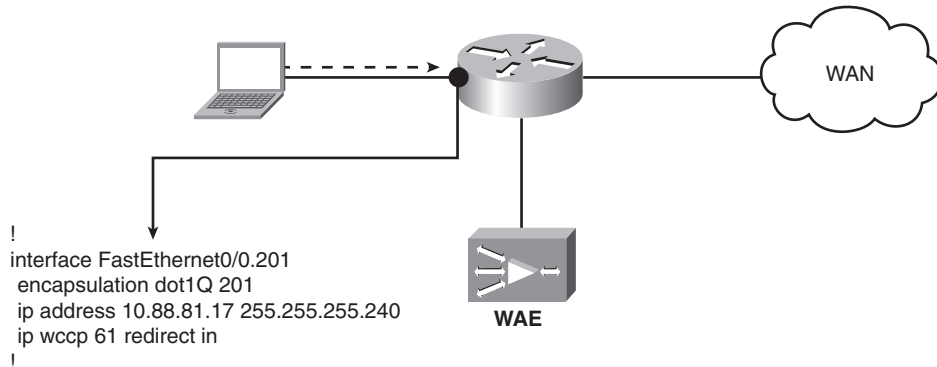 WAN
!
interface FastEthernet0/0.201
encapsulation dot1Q 201
ip address 10.88.81.17 255.255.255.240
ip wccp 61 redirect in
!
WAE